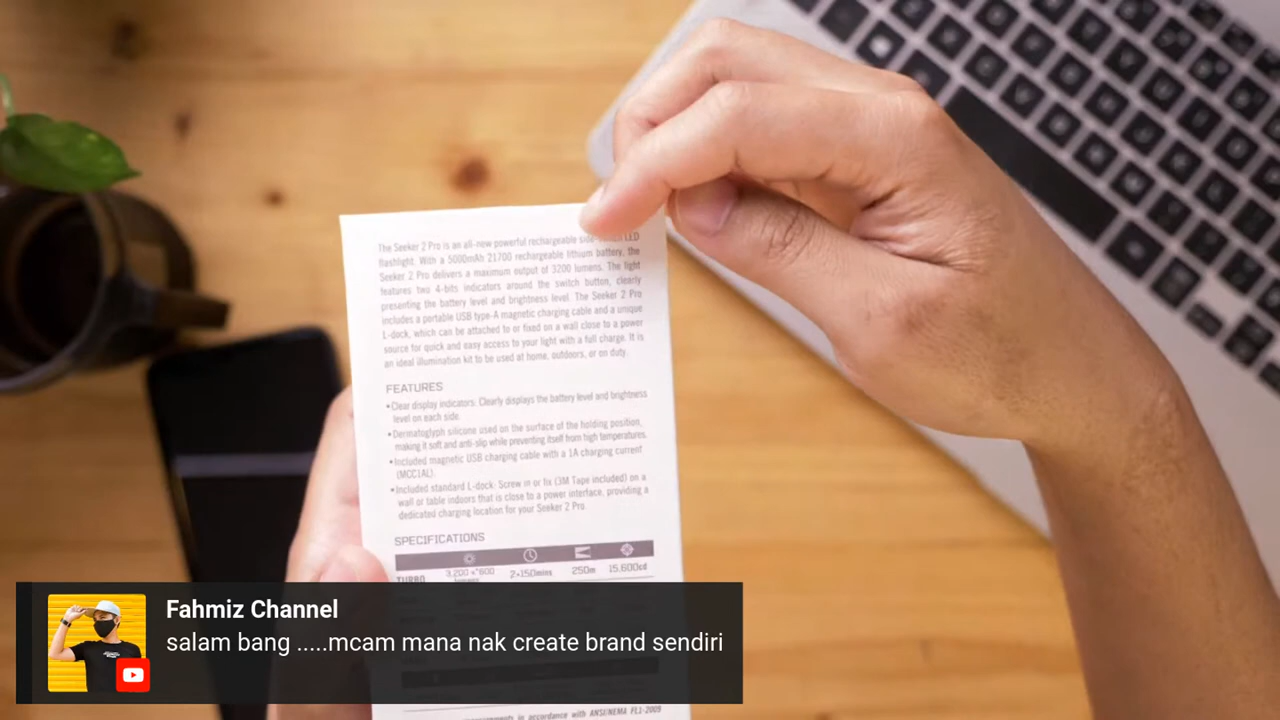 The Seeker 2 Pro is an all-new powerful rechargeable side- LED
flashlight. With a 5000mAh 21700 rechargeable lithium battery, the
Seeker 2 Pro delivers a maximum output of 3200 lumens. The light
features two 4-bits indicators around the switch button, clearly
presenting the battery level and brightness level. The Seeker 2 Pro
includes a portable USB type-A magnetic charging cable and a unique
L-dock, which can be attached to or fixed on a wall close to a power
source for quick and easy access to your light with a full charge. It is
an ideal illumination kit to be used at home, outdoors, or on duty.
FEATURES
•Clear display indicators: Clearly displays the battery level and brightness
level on each side.
•Dermatoglyph silicone used on the surface of the holding position,
making it soft and anti-slip while preventing itself from high temperatures.
•Included magnetic USB charging cable with a 1A charging current
(MCC1AL).
•Included standard L-dock: Screw in or fix (3M Tape included) on a
wall or table indoors that is close to a power interface, providing a
dedicated charging location for your Seeker 2 Pro.
SPECIFICATIONS
TURBO 3,200 ~ 600 2+150mins 250m 15,600cd
Fahmiz Channel
salam bang .....mcam mana nak create brand sendiri
in accordance with ANSI/NEMA FL1-2009